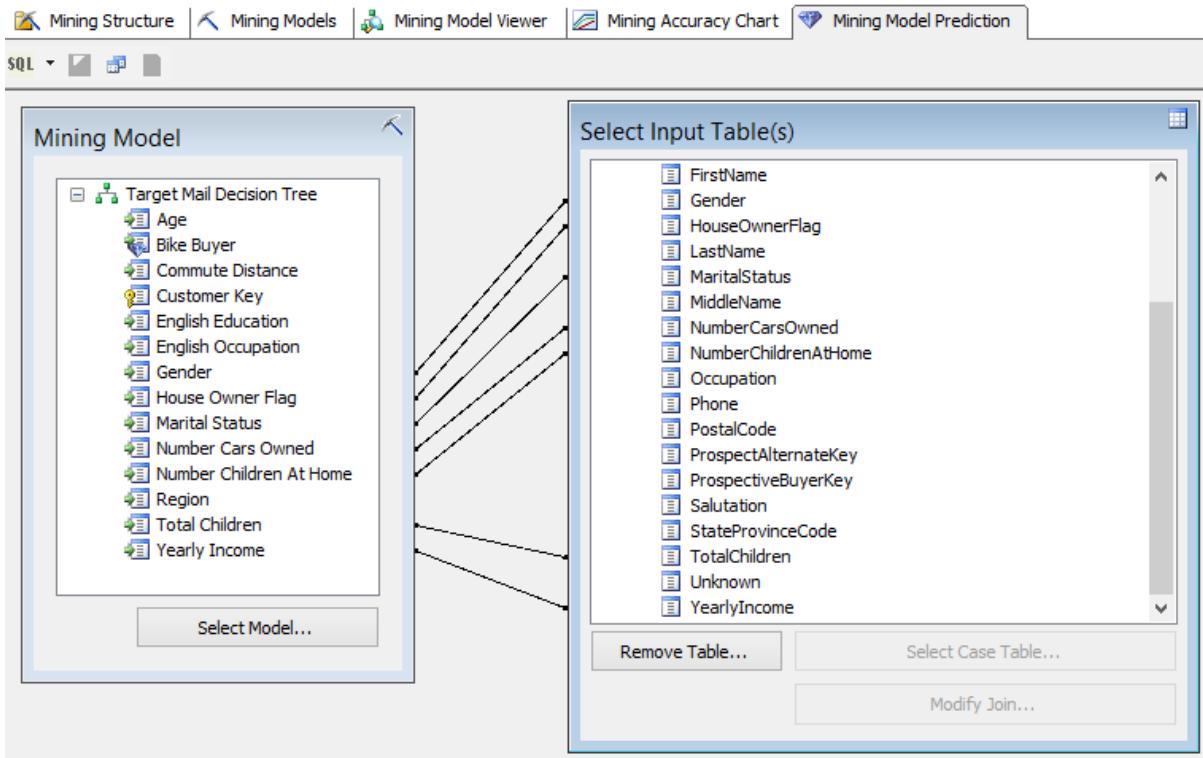 Mining Structure
Mining Models
Mining Model Viewer
Mining Accuracy Chart
Mining Model Prediction
SQL
Mining Model
Target Mail Decision Tree
Age
Bike Buyer
Commute Distance
Customer Key
English Education
English Occupation
Gender
House Owner Flag
Marital Status
Number Cars Owned
Number Children At Home
Region
Total Children
Yearly Income
Select Model...
Select Input Table(s)
FirstName
Gender
HouseOwnerFlag
LastName
MaritalStatus
MiddleName
NumberCarsOwned
NumberChildrenAtHome
Occupation
Phone
PostalCode
ProspectAlternateKey
ProspectiveBuyerKey
Salutation
StateProvinceCode
TotalChildren
Unknown
YearlyIncome
Remove Table...
Select Case Table...
Modify Join...